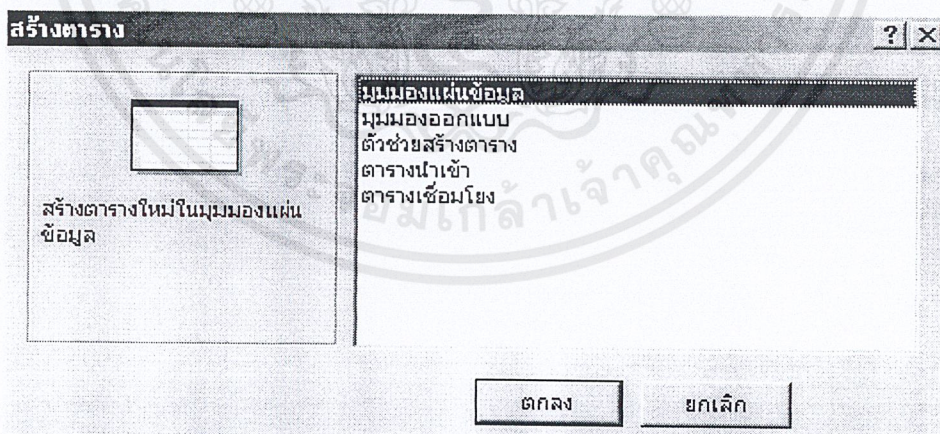 สร้างตาราง
? ×
สร้างตารางใหม่ในมุมมองแผ่น
ข้อมูล
มุมมองแผ่นข้อมูล
มุมมองออกแบบ
ตัวช่วยสร้างตาราง
ตารางนำเข้า
ตารางเชื่อมโยง
ตกลง
ยกเลิก